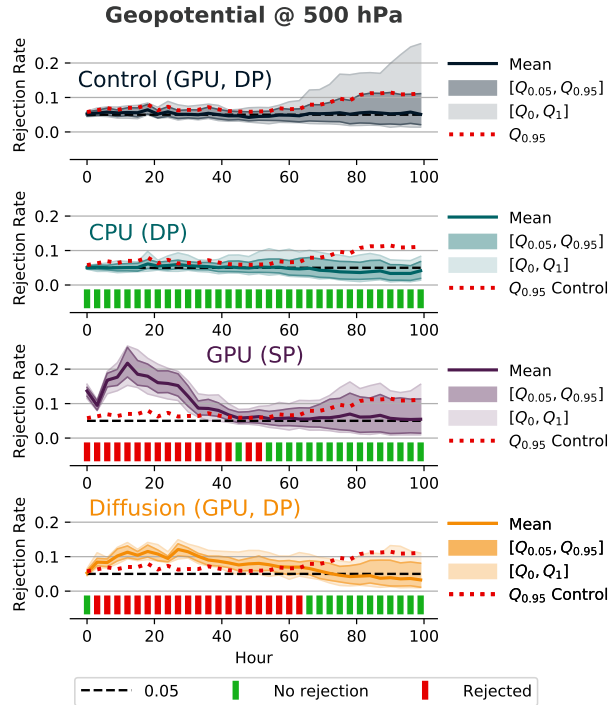 Geopotential @ 500 hPa
Rejection Rate
0.2
0.1
0.0
Control (GPU, DP)
0 20 40 60 80 100
Mean
[Q0.05, Q0.95]
[Q0, Q1]
Q0.95
Rejection Rate
0.2
0.1
0.0
CPU (DP)
0 20 40 60 80 100
Mean
[Q0.05, Q0.95]
[Q0, Q1]
Q0.95 Control
Rejection Rate
0.2
0.1
0.0
GPU (SP)
0 20 40 60 80 100
Mean
[Q0.05, Q0.95]
[Q0, Q1]
Q0.95 Control
Rejection Rate
0.2
0.1
0.0
Diffusion (GPU, DP)
0 20 40 60 80 100
Hour
Mean
[Q0.05, Q0.95]
[Q0, Q1]
Q0.95 Control
0.05 No rejection Rejected